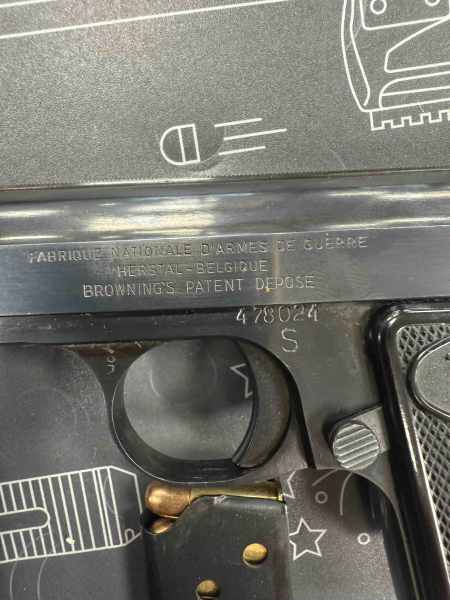 FABRIQUE NATIONALE D'ARMES DE GUERRE
HERSTAL-BELGIQUE
BROWNING'S PATENT DEPOSE
478024
S